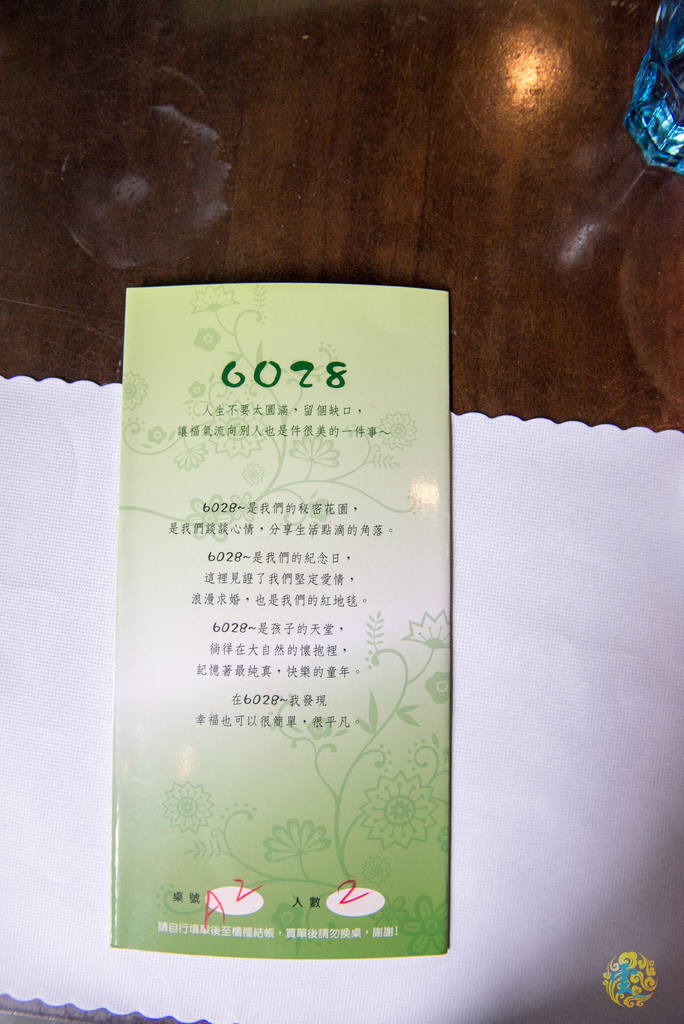 6028
人生不要太圓滿,留個缺口,
讓福氣流向別人也是件很美的一件事~
6028~是我們的秘密花園,
是我們談談心情,分享生活點滴的角落。
6028~是我們的紀念日,
這裡見證了我們堅定愛情,
浪漫求婚,也是我們的紅地毯。
6028~是孩子的天堂,
徜徉在大自然的懷抱裡,
記憶著最純真,快樂的童年。
在6028~我發現
幸福也可以很簡單,很平凡。
桌號 A2 人數 2
請自行填單後至櫃檯結帳,買單後請勿換桌,謝謝!